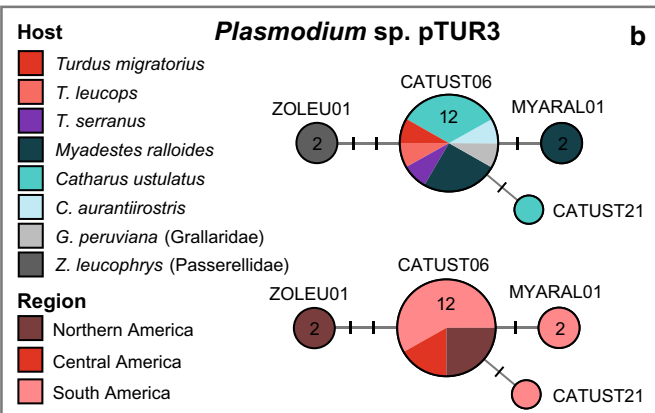 Plasmodium sp. pTUR3
b
Host
Turdus migratorius
T. leucops
T. serranus
Myadestes ralloides
Catharus ustulatus
C. aurantiirostris
G. peruviana (Grallaridae)
Z. leucophrys (Passerellidae)
CATUST06
ZOLEU01
12
MYARAL01
2
2
CATUST21
Region
Northern America
Central America
South America
CATUST06
ZOLEU01
12
MYARAL01
2
2
CATUST21